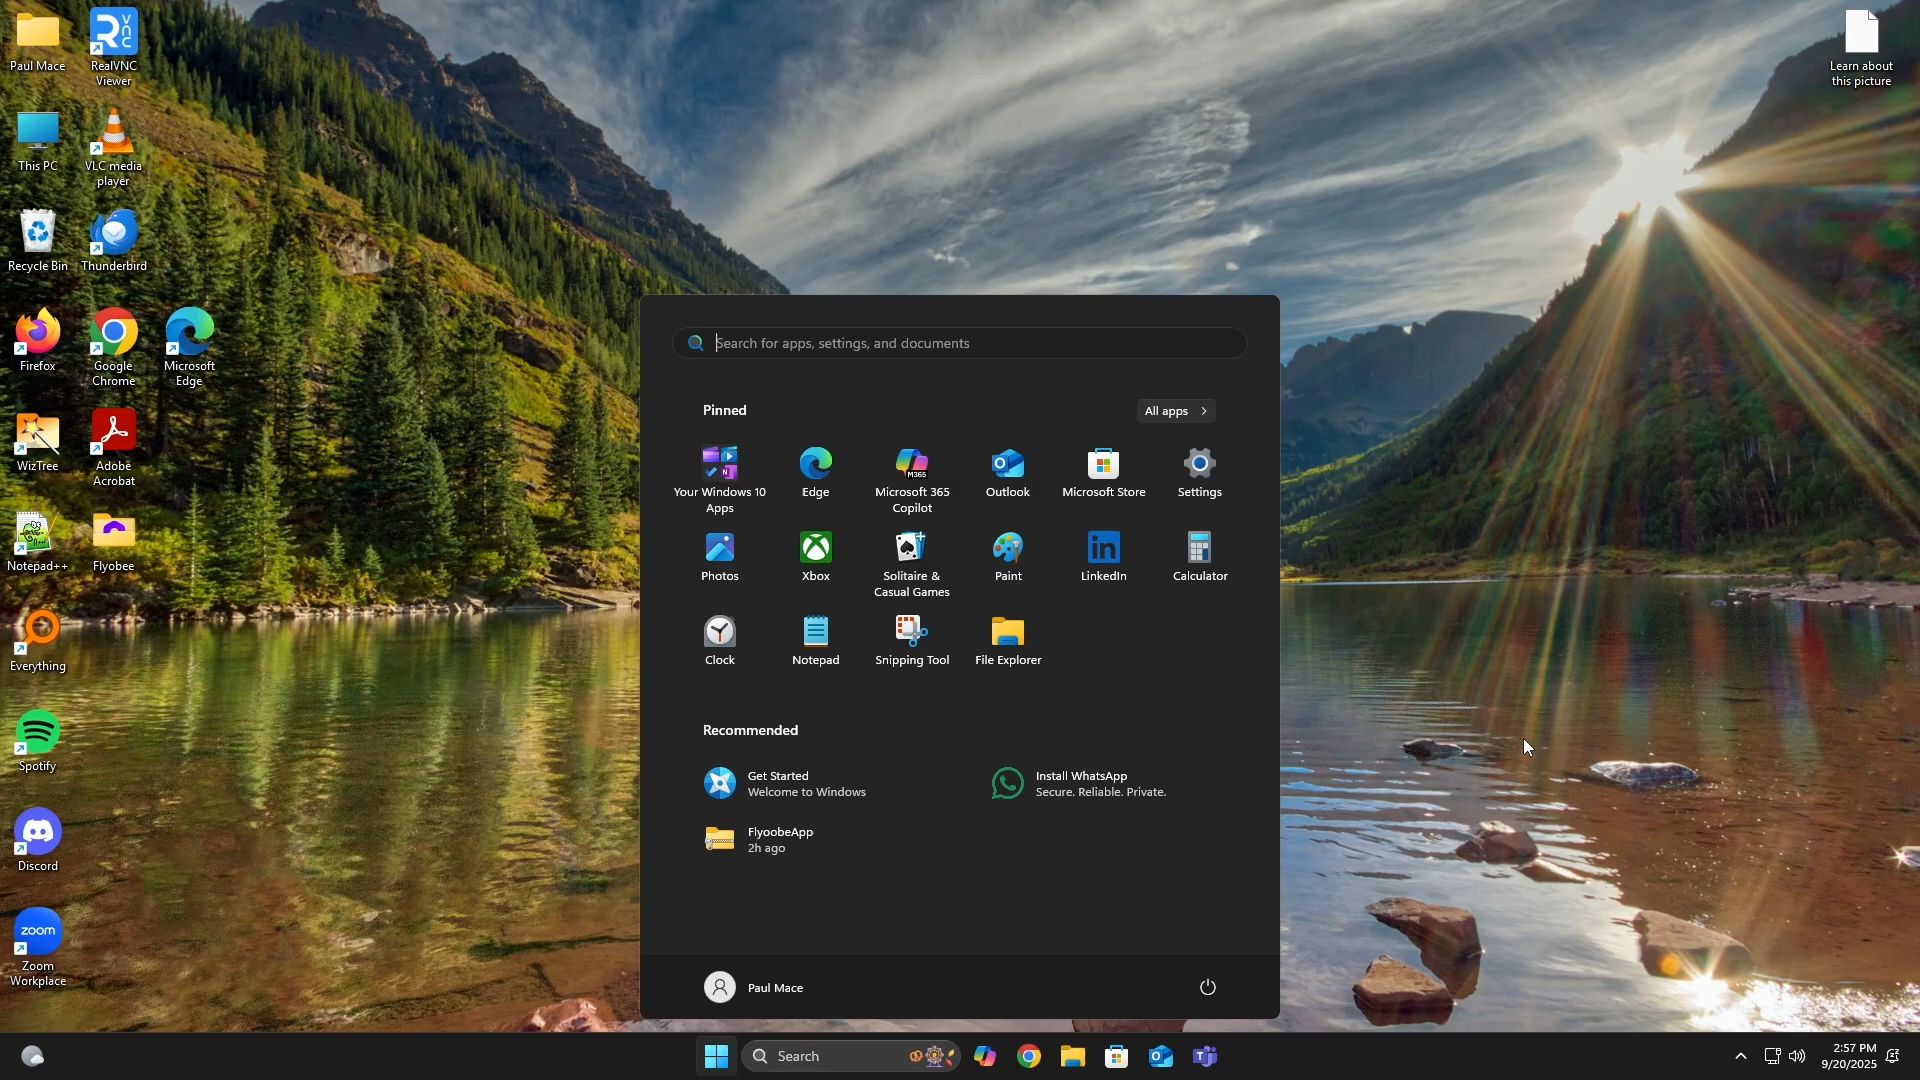 Paul Mace
RealVNC
Viewer
This PC
VLC media
player
Recycle Bin
Thunderbird
Firefox
Google
Chrome
Microsoft
Edge
WizTree
Adobe
Acrobat
Notepad++
Flyobee
Everything
Spotify
Discord
zoom
Zoom
Workplace
Learn about
this picture
Search for apps, settings, and documents
Pinned
All apps
Your Windows 10
Apps
Edge
M365
Microsoft 365
Copilot
Outlook
Microsoft Store
Settings
Photos
Xbox
Solitaire &
Casual Games
Paint
in
LinkedIn
Calculator
Clock
Notepad
Snipping Tool
File Explorer
Recommended
Get Started
Welcome to Windows
Install WhatsApp
Secure. Reliable. Private.
FlyoobeApp
2h ago
Paul Mace
Search
2:57 PM
9/20/2025